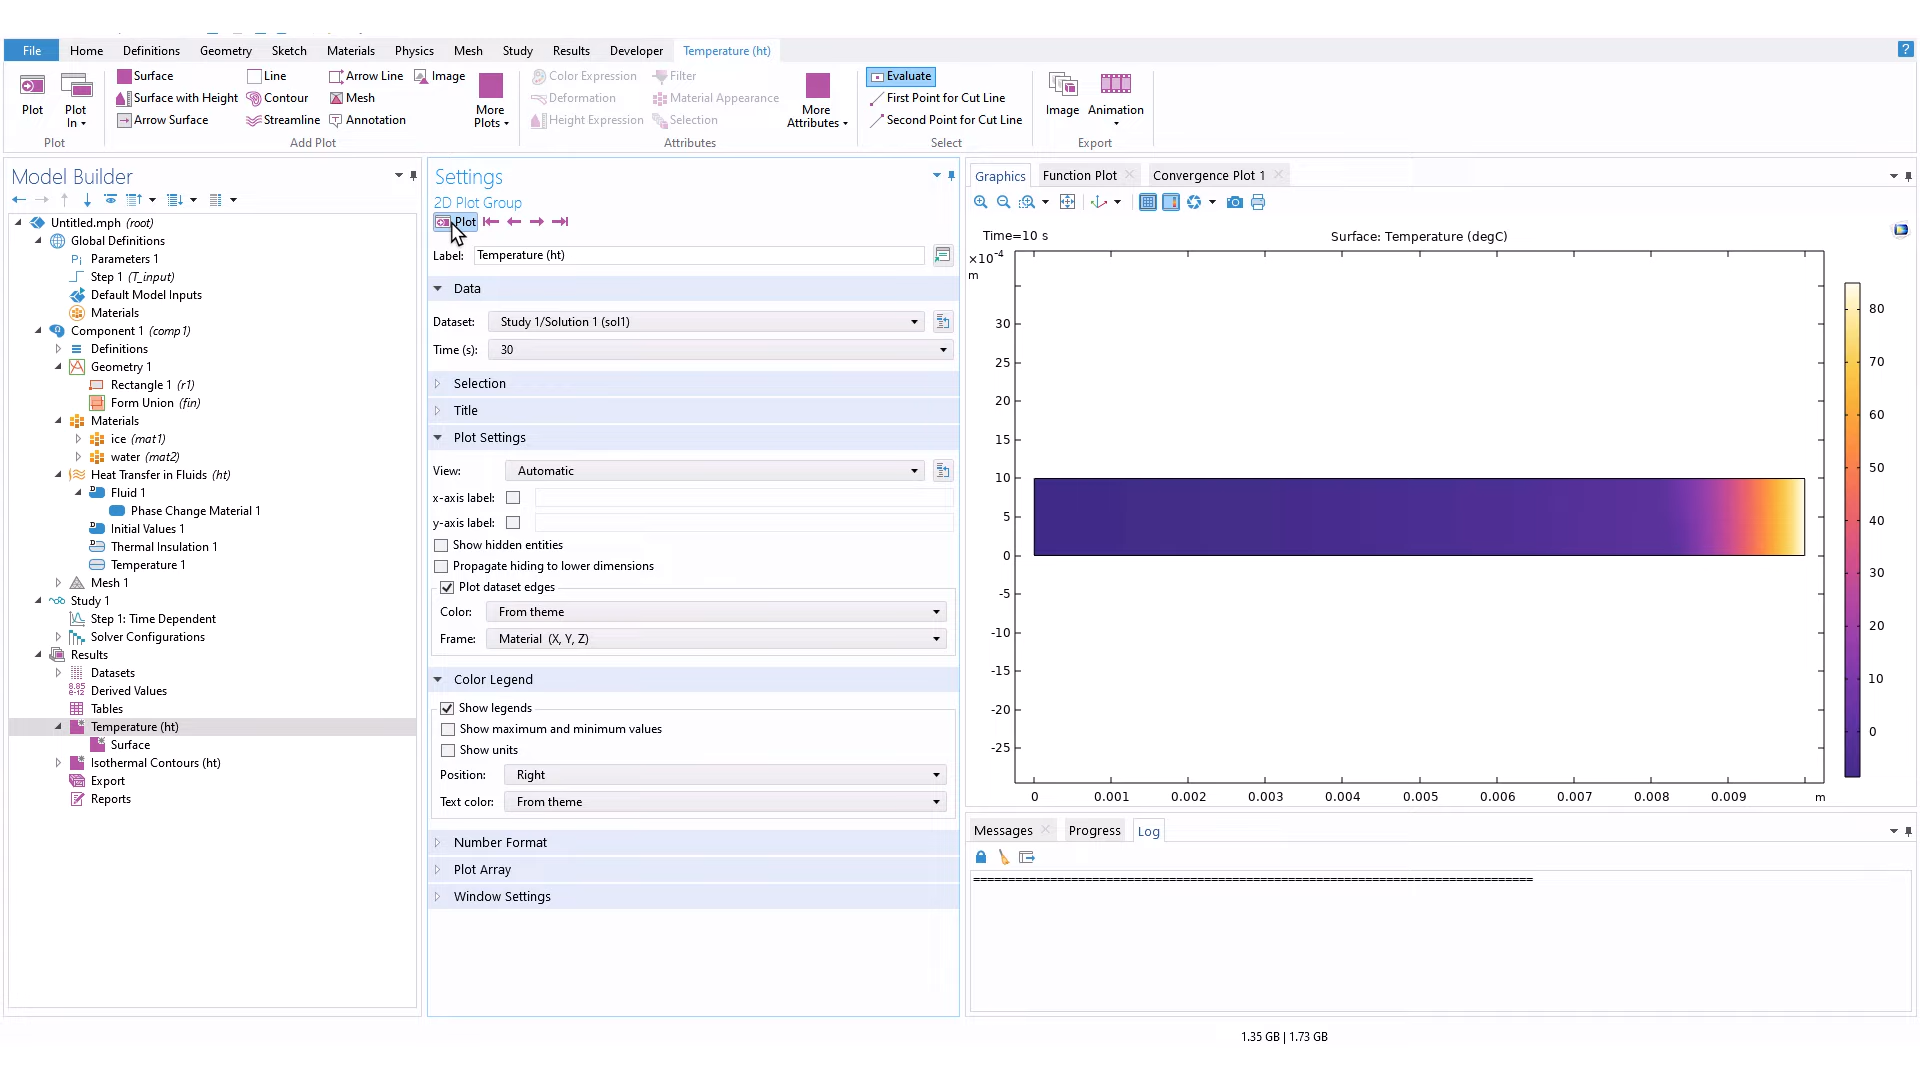 File Home Definitions Geometry Sketch Materials Physics Mesh Study Results Developer Temperature (ht) ?
Surface Line Arrow Line Image Color Expression Filter Evaluate
Surface with Height Contour Mesh Deformation Material Appearance First Point for Cut Line
Arrow Surface Streamline Annotation Height Expression Selection Second Point for Cut Line
Plot Plot In More Plots More Attributes Image Animation
Plot Add Plot Attributes Select Export
Model Builder
Untitled.mph (root)
Global Definitions
Parameters 1
Step 1 (T_input)
Default Model Inputs
Materials
Component 1 (comp1)
Definitions
Geometry 1
Rectangle 1 (r1)
Form Union (fin)
Materials
ice (mat1)
water (mat2)
Heat Transfer in Fluids (ht)
Fluid 1
Phase Change Material 1
Initial Values 1
Thermal Insulation 1
Temperature 1
Mesh 1
Study 1
Step 1: Time Dependent
Solver Configurations
Results
Datasets
Derived Values
Tables
Temperature (ht)
Surface
Isothermal Contours (ht)
Export
Reports
Settings
2D Plot Group
Plot
Label: Temperature (ht)
Data
Dataset: Study 1/Solution 1 (sol1)
Time (s): 30
Selection
Title
Plot Settings
View: Automatic
x-axis label:
y-axis label:
Show hidden entities
Propagate hiding to lower dimensions
Plot dataset edges
Color: From theme
Frame: Material (X, Y, Z)
Color Legend
Show legends
Show maximum and minimum values
Show units
Position: Right
Text color: From theme
Number Format
Plot Array
Window Settings
Graphics Function Plot Convergence Plot 1
Time=10 s Surface: Temperature (degC)
×10⁻⁴
m
30
25
20
15
10
5
0
-5
-10
-15
-20
-25
0 0.001 0.002 0.003 0.004 0.005 0.006 0.007 0.008 0.009 m
80
70
60
50
40
30
20
10
0
Messages Progress Log
================================================================================
1.35 GB | 1.73 GB